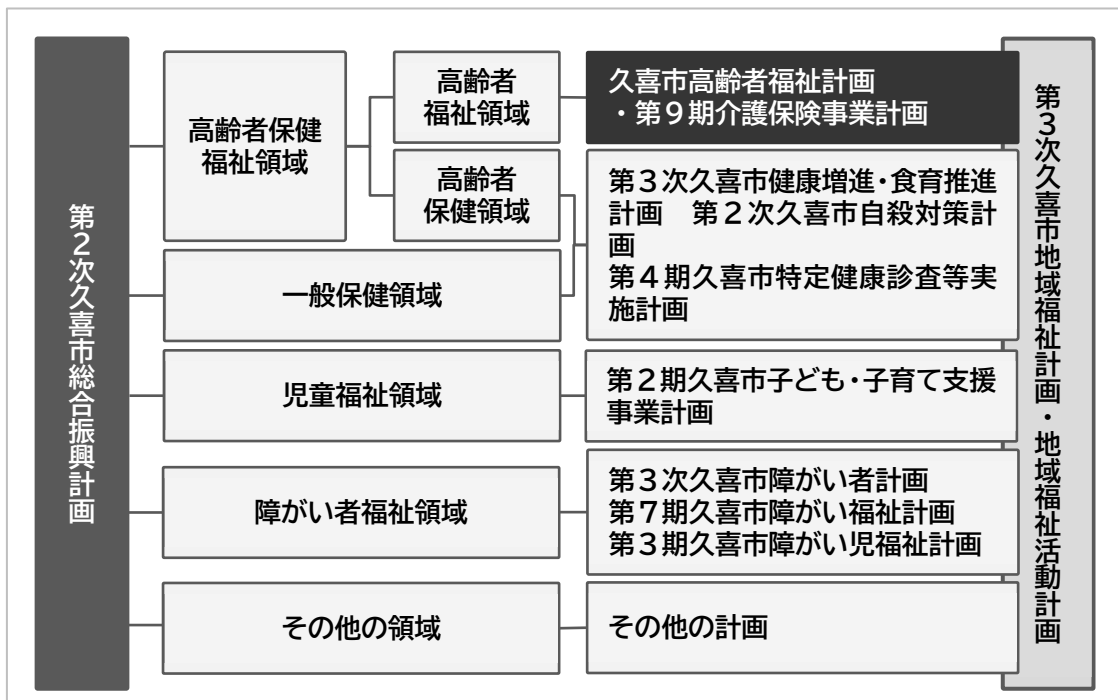 第２次久喜市総合振興計画
高齢者保健
福祉領域
高齢者
福祉領域
久喜市高齢者福祉計画
・第９期介護保険事業計画
高齢者
保健領域
第３次久喜市健康増進・食育推進
計画　第２次久喜市自殺対策計
画
第４期久喜市特定健康診査等実
施計画
一般保健領域
児童福祉領域
第２期久喜市子ども・子育て支援
事業計画
障がい者福祉領域
第３次久喜市障がい者計画
第７期久喜市障がい福祉計画
第３期久喜市障がい児福祉計画
その他の領域
その他の計画
第３次久喜市地域福祉計画・地域福祉活動計画